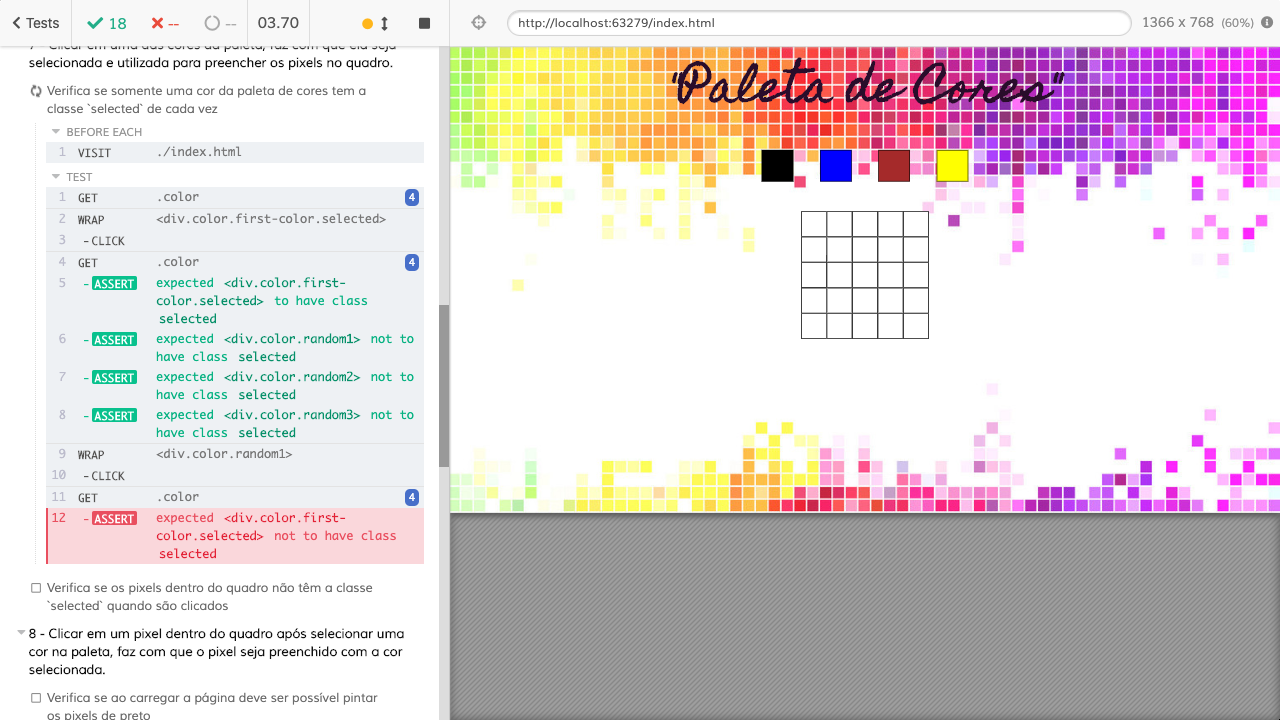 Tests
18
--
--
03.70
http://localhost:63279/index.html
1366 x 768 (60%)
7 - Clicar em uma das cores da paleta, faz com que ela seja
selecionada e utilizada para preencher os pixels no quadro.
Verifica se somente uma cor da paleta de cores tem a
classe `selected` de cada vez
BEFORE EACH
1 VISIT ./index.html
TEST
1 GET .color 4
2 WRAP <div.color.first-color.selected>
3 -CLICK
4 GET .color 4
5 -ASSERT expected <div.color.first-
color.selected> to have class
selected
6 -ASSERT expected <div.color.random1> not to
have class selected
7 -ASSERT expected <div.color.random2> not to
have class selected
8 -ASSERT expected <div.color.random3> not to
have class selected
9 WRAP <div.color.random1>
10 -CLICK
11 GET .color 4
12 -ASSERT expected <div.color.first-
color.selected> not to have class
selected
Verifica se os pixels dentro do quadro não têm a classe
`selected` quando são clicados
8 - Clicar em um pixel dentro do quadro após selecionar uma
cor na paleta, faz com que o pixel seja preenchido com a cor
selecionada.
Verifica se ao carregar a página deve ser possível pintar
os pixels de preto
"Paleta de Cores"